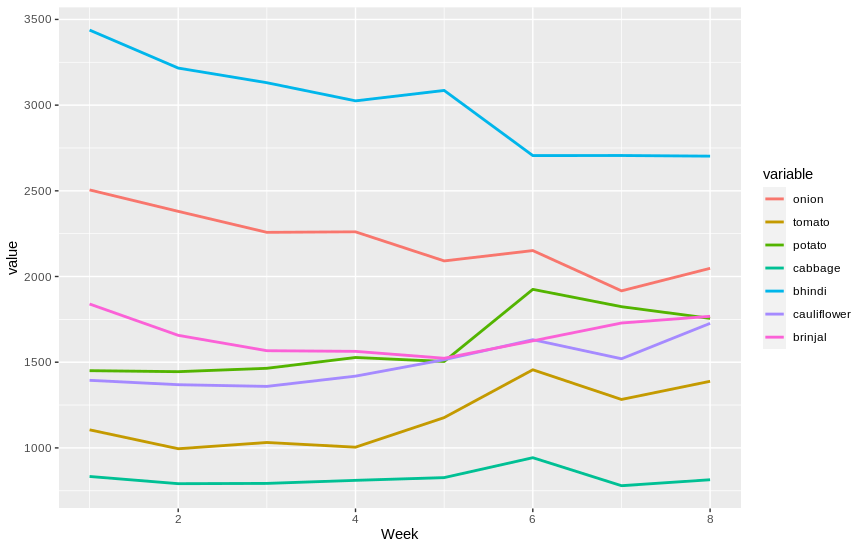 3500
3000
2500
2000
1500
1000
value
2 4 6 8
Week
variable
onion
tomato
potato
cabbage
bhindi
cauliflower
brinjal